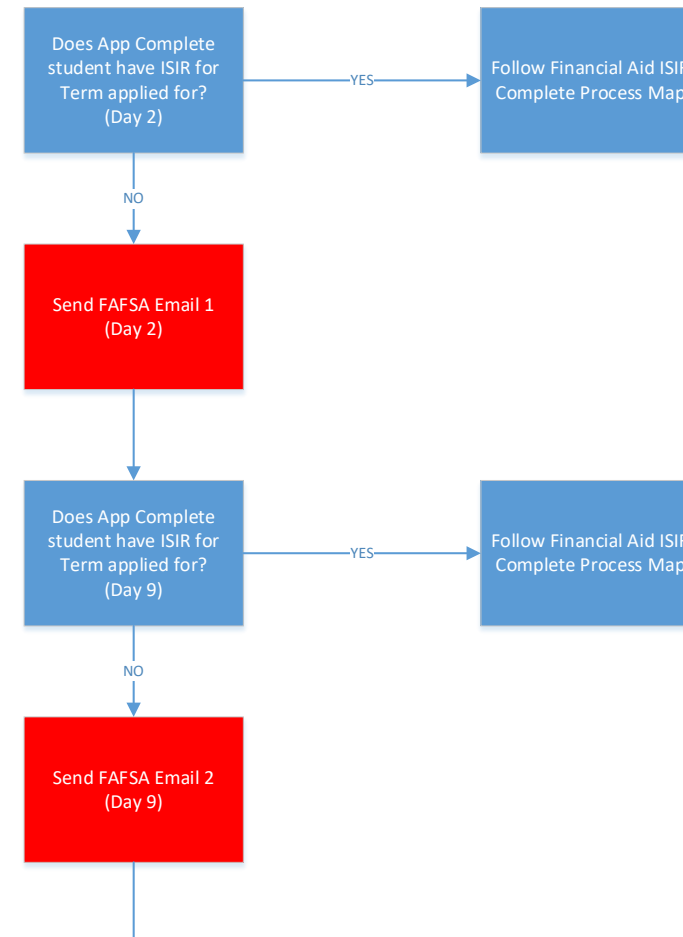 Does App Complete
student have ISIR for
Term applied for?
(Day 2)
YES
Follow Financial Aid ISIR
Complete Process Map
NO
Send FAFSA Email 1
(Day 2)
Does App Complete
student have ISIR for
Term applied for?
(Day 9)
YES
Follow Financial Aid ISIR
Complete Process Map
NO
Send FAFSA Email 2
(Day 9)